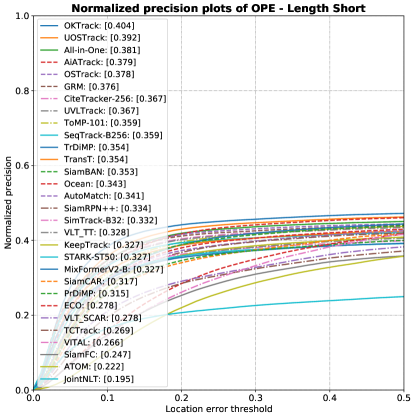 Normalized precision plots of OPE - Length Short
1.0
0.8
0.6
0.4
0.2
0.0
Normalized precision
OKTrack: [0.404]
UOSTrack: [0.392]
All-in-One: [0.381]
AiATrack: [0.379]
OSTrack: [0.378]
GRM: [0.376]
CiteTracker-256: [0.367]
UVLTrack: [0.367]
ToMP-101: [0.359]
SeqTrack-B256: [0.359]
TrDiMP: [0.354]
TransT: [0.354]
SiamBAN: [0.353]
Ocean: [0.343]
AutoMatch: [0.341]
SiamRPN++: [0.334]
SimTrack-B32: [0.332]
VLT_TT: [0.328]
KeepTrack: [0.327]
STARK-ST50: [0.327]
MixFormerV2-B: [0.327]
SiamCAR: [0.317]
PrDiMP: [0.315]
ECO: [0.278]
VLT_SCAR: [0.278]
TCTrack: [0.269]
VITAL: [0.266]
SiamFC: [0.247]
ATOM: [0.222]
JointNLT: [0.195]
0.0 0.1 0.2 0.3 0.4 0.5
Location error threshold